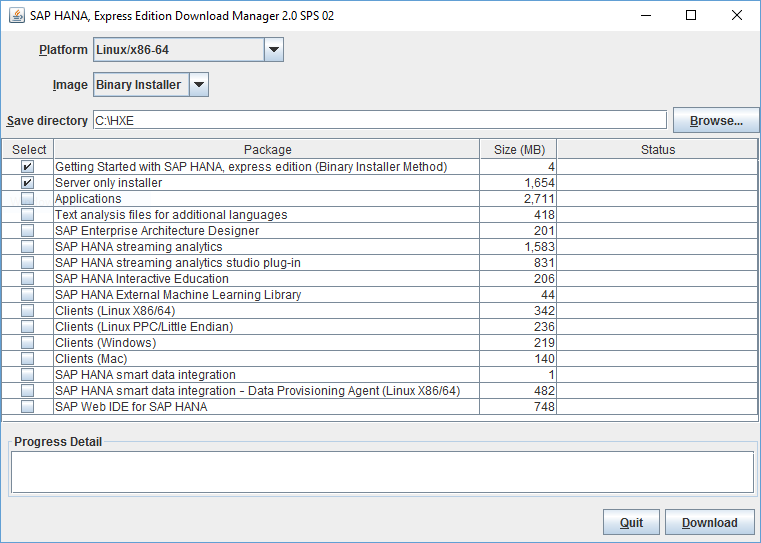 SAP HANA, Express Edition Download Manager 2.0 SPS 02
Platform Linux/x86-64
Image Binary Installer
Save directory C:\HXE Browse...
Select Package Size (MB) Status
Getting Started with SAP HANA, express edition (Binary Installer Method) 4
Server only installer 1,654
Applications 2,711
Text analysis files for additional languages 418
SAP Enterprise Architecture Designer 201
SAP HANA streaming analytics 1,583
SAP HANA streaming analytics studio plug-in 831
SAP HANA Interactive Education 206
SAP HANA External Machine Learning Library 44
Clients (Linux X86/64) 342
Clients (Linux PPC/Little Endian) 236
Clients (Windows) 219
Clients (Mac) 140
SAP HANA smart data integration 1
SAP HANA smart data integration - Data Provisioning Agent (Linux X86/64) 482
SAP Web IDE for SAP HANA 748
Progress Detail
Quit Download